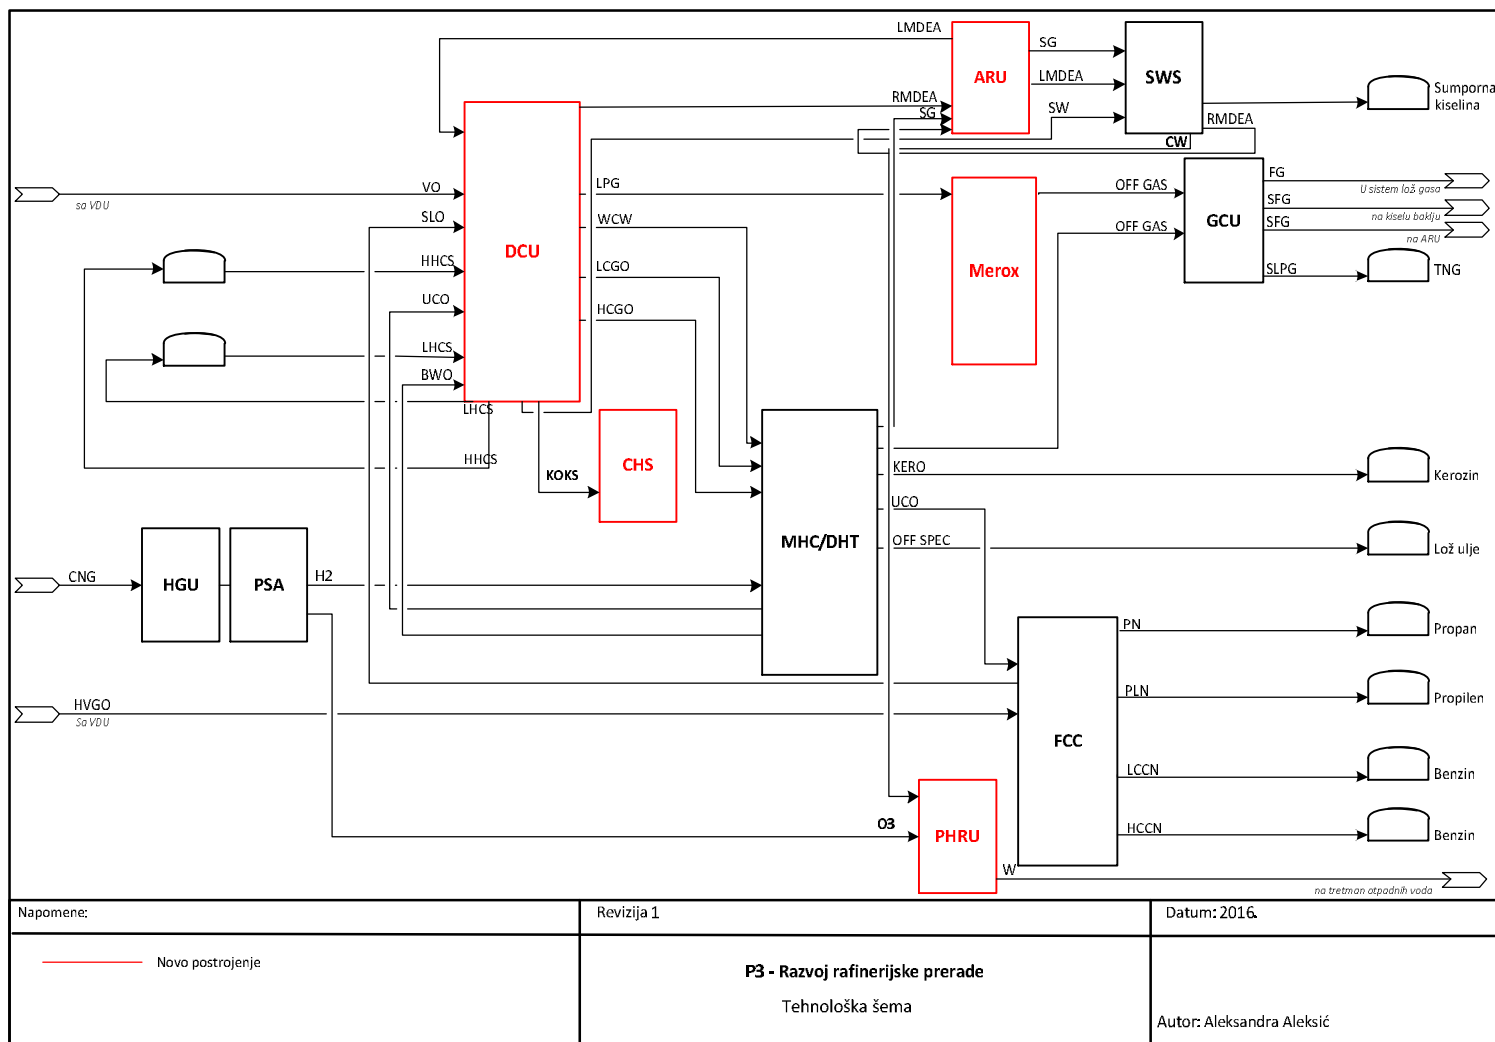 LMDEA
SG
ARU
LMDEA
SWS
Sumporna
kiselina
RMDEA
SG
SW
RMDEA
CW
VO
sa VDU
LPG
OFF GAS
FG
U sistem lož gasa
SLO
WCW
SFG
na kiselu baklju
GCU
OFF GAS
SFG
na ARU
DCU
HHCS
LCGO
Merox
SLPG
TNG
UCO
HCGO
LHCS
BWO
LHCS
HHCS
KOKS
CHS
KERO
Kerozin
UCO
MHC/DHT
OFF SPEC
Lož ulje
CNG
HGU
PSA
H2
PN
Propan
HVGO
Sa VDU
PLN
Propilen
FCC
LCCN
Benzin
O3
PHRU
HCCN
Benzin
W
na tretman otpadnih voda
Napomene:
Revizija 1
Datum: 2016.
Novo postrojenje
P3 - Razvoj rafinerijske prerade
Tehnološka šema
Autor: Aleksandra Aleksić